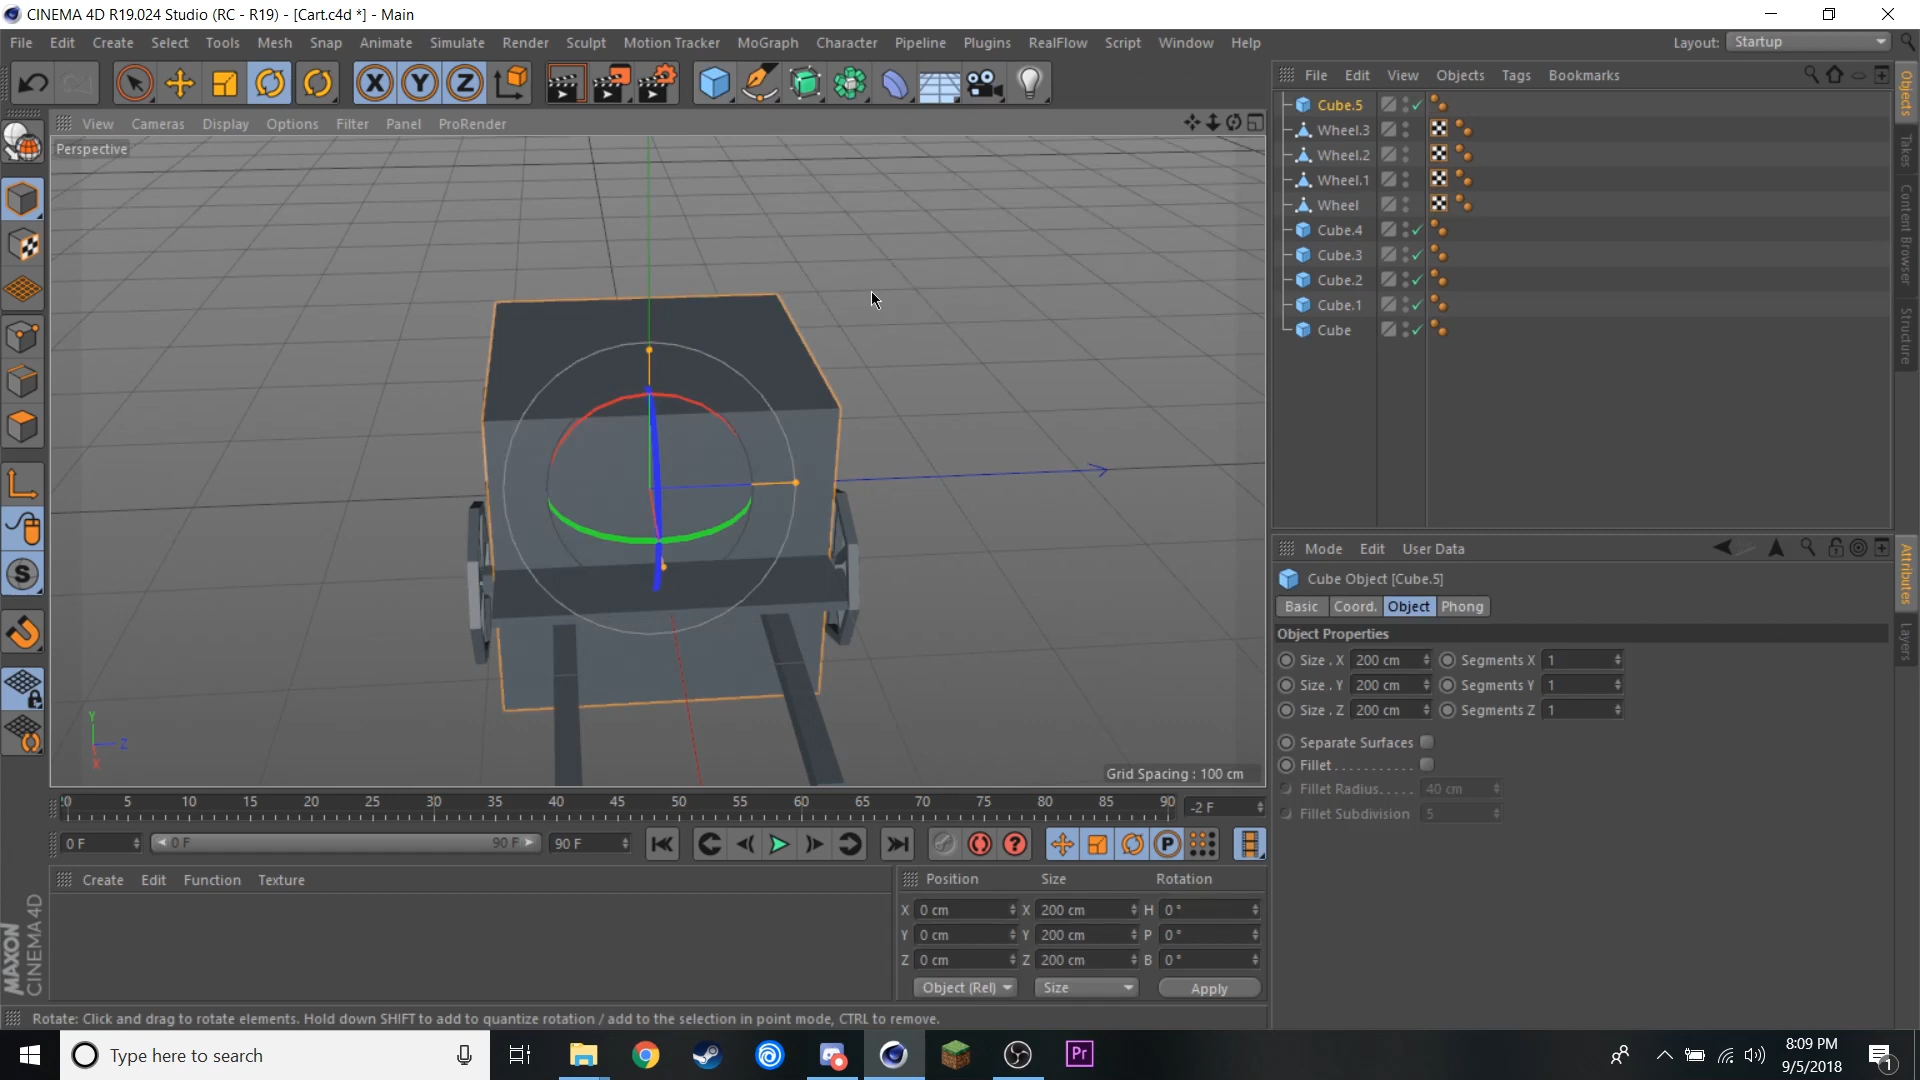 CINEMA 4D R19.024 Studio (RC - R19) - [Cart.c4d *] - Main
File Edit Create Select Tools Mesh Snap Animate Simulate Render Sculpt Motion Tracker MoGraph Character Pipeline Plugins RealFlow Script Window Help
Layout: Startup
X Y Z
File Edit View Objects Tags Bookmarks
View Cameras Display Options Filter Panel ProRender
Perspective
Cube.5
Wheel.3
Wheel.2
Wheel.1
Wheel
Cube.4
Cube.3
Cube.2
Cube.1
Cube
Objects
Takes
Content Browser
Structure
Mode Edit User Data
Cube Object [Cube.5]
Basic Coord. Object Phong
Object Properties
Size . X 200 cm Segments X 1
Size . Y 200 cm Segments Y 1
Size . Z 200 cm Segments Z 1
Separate Surfaces
Fillet . . . . . . . . . . .
Fillet Radius. . . . . 40 cm
Fillet Subdivision 5
Attributes
Layers
S
Y
Z
X
Grid Spacing : 100 cm
0 5 10 15 20 25 30 35 40 45 50 55 60 65 70 75 80 85 90 -2 F
0 F 0 F 90 F 90 F
? P
Create Edit Function Texture
Position Size Rotation
X 0 cm X 200 cm H 0 °
Y 0 cm Y 200 cm P 0 °
Z 0 cm Z 200 cm B 0 °
Object (Rel) Size Apply
MAXON
CINEMA 4D
Rotate: Click and drag to rotate elements. Hold down SHIFT to add to quantize rotation / add to the selection in point mode, CTRL to remove.
Type here to search
Pr
8:09 PM
9/5/2018
1